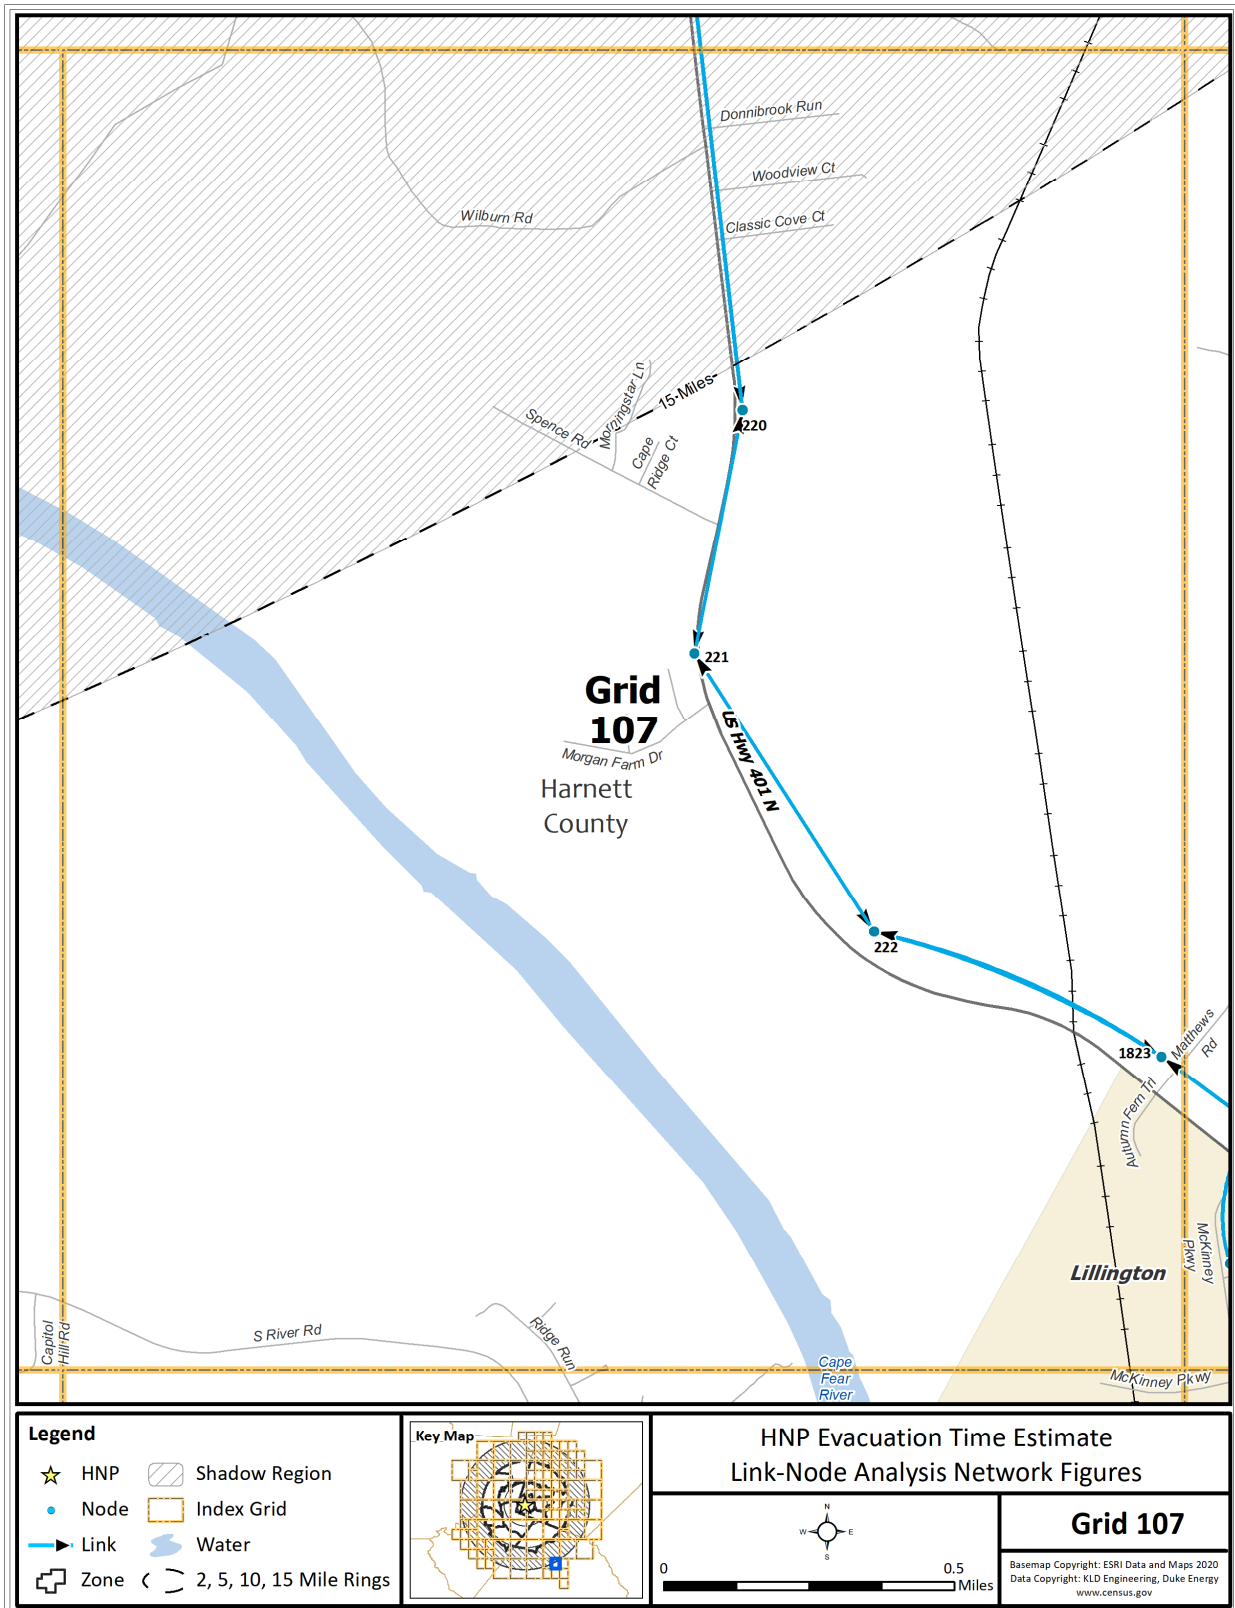 Donnibrook Run
Woodview Ct
Wilburn Rd
Classic Cove Ct
15 Miles
Morningstar Ln
Spence Rd
Cape
Ridge Ct
220
221
Grid
107
US Hwy 401 N
Morgan Farm Dr
Harnett
County
222
1823
Matthews
Rd
Autumn Fern Trl
McKinney
Pkwy
Lillington
Capitol
Hill Rd
S River Rd
Ridge Run
Cape
Fear
River
McKinney Pkwy
Legend
HNP
Shadow Region
Node
Index Grid
Link
Water
Zone
2, 5, 10, 15 Mile Rings
Key Map
HNP Evacuation Time Estimate
Link-Node Analysis Network Figures
N
W
E
S
0
0.5
Miles
Grid 107
Basemap Copyright: ESRI Data and Maps 2020
Data Copyright: KLD Engineering, Duke Energy
www.census.gov